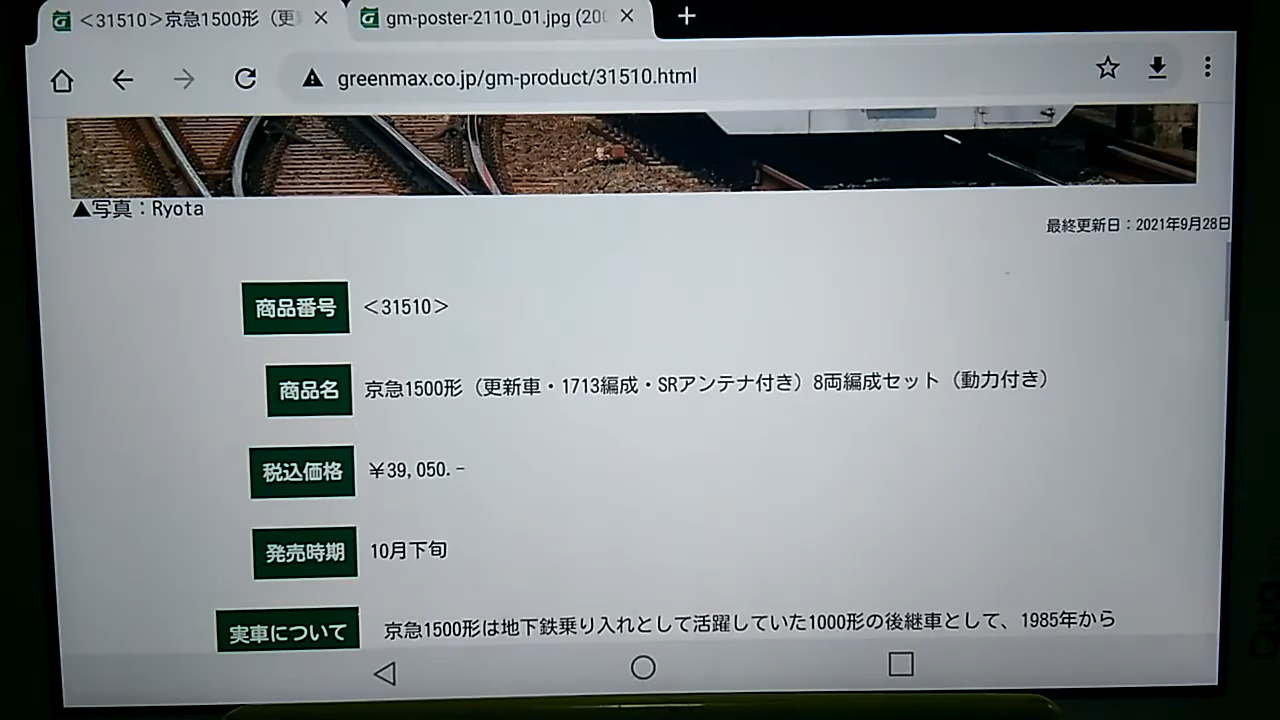 <31510>京急1500形（更
gm-poster-2110_01.jpg (200
greenmax.co.jp/gm-product/31510.html
▲写真：Ryota
最終更新日：2021年9月28日
商品番号 <31510>
商品名 京急1500形（更新車・1713編成・SRアンテナ付き）8両編成セット（動力付き）
税込価格 ￥39,050.-
発売時期 10月下旬
実車について 京急1500形は地下鉄乗り入れとして活躍していた1000形の後継車として、1985年から